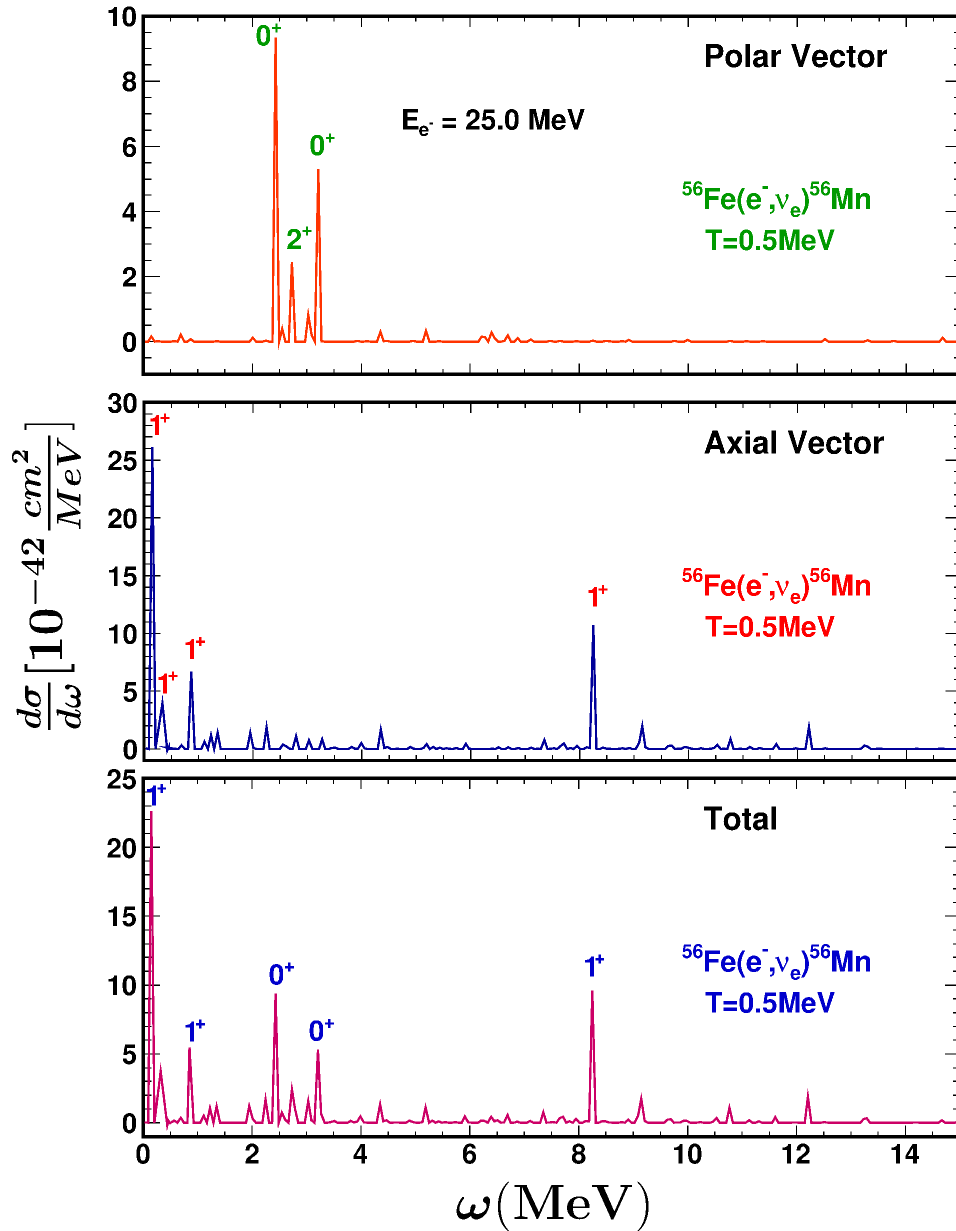 10
8
6
4
2
0
0⁺
2⁺
0⁺
Polar Vector
E_e⁻ = 25.0 MeV
⁵⁶Fe(e⁻,ν_e)⁵⁶Mn
T=0.5MeV
30
25
20
15
10
5
0
1⁺
1⁺
1⁺
1⁺
Axial Vector
⁵⁶Fe(e⁻,ν_e)⁵⁶Mn
T=0.5MeV
dσ/dω [10⁻⁴² cm²/MeV]
25
20
15
10
5
0
1⁺
1⁺
0⁺
0⁺
1⁺
Total
⁵⁶Fe(e⁻,ν_e)⁵⁶Mn
T=0.5MeV
0 2 4 6 8 10 12 14
ω(MeV)